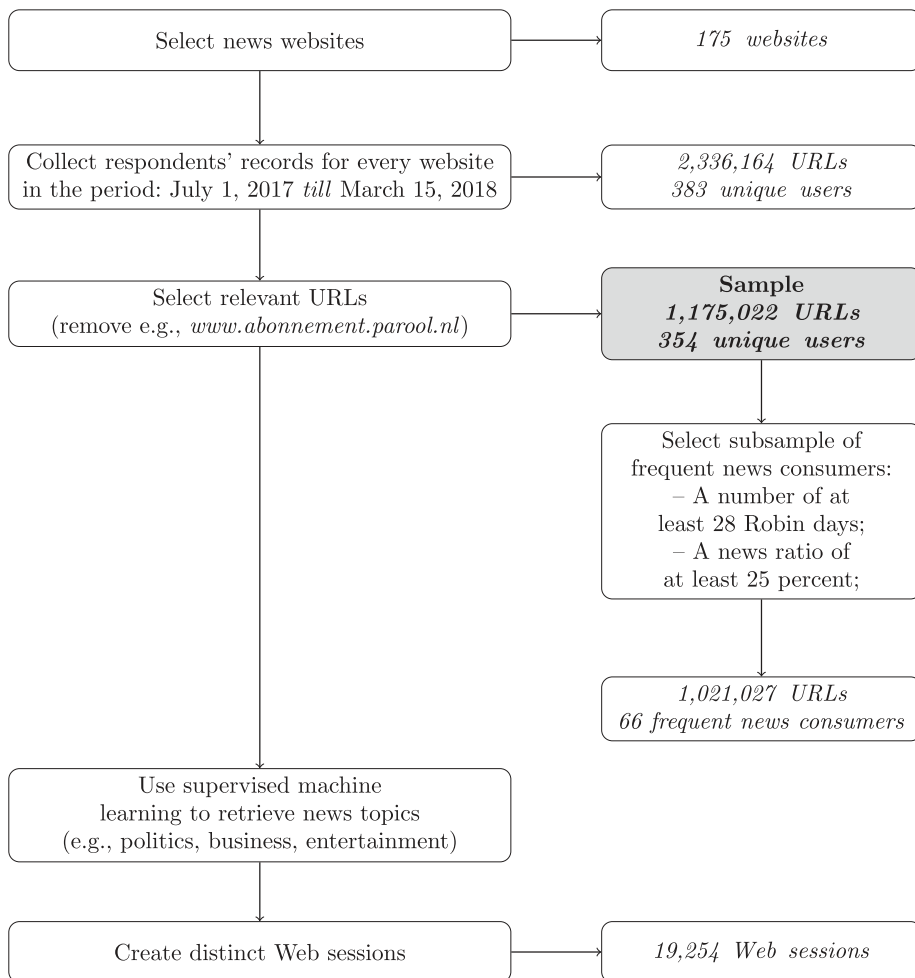 Select news websites
175 websites
Collect respondents' records for every website
in the period: July 1, 2017 till March 15, 2018
2,336,164 URLs
383 unique users
Select relevant URLs
(remove e.g., www.abonnement.parool.nl)
Sample
1,175,022 URLs
354 unique users
Select subsample of
frequent news consumers:
– A number of at
least 28 Robin days;
– A news ratio of
at least 25 percent;
1,021,027 URLs
66 frequent news consumers
Use supervised machine
learning to retrieve news topics
(e.g., politics, business, entertainment)
Create distinct Web sessions
19,254 Web sessions